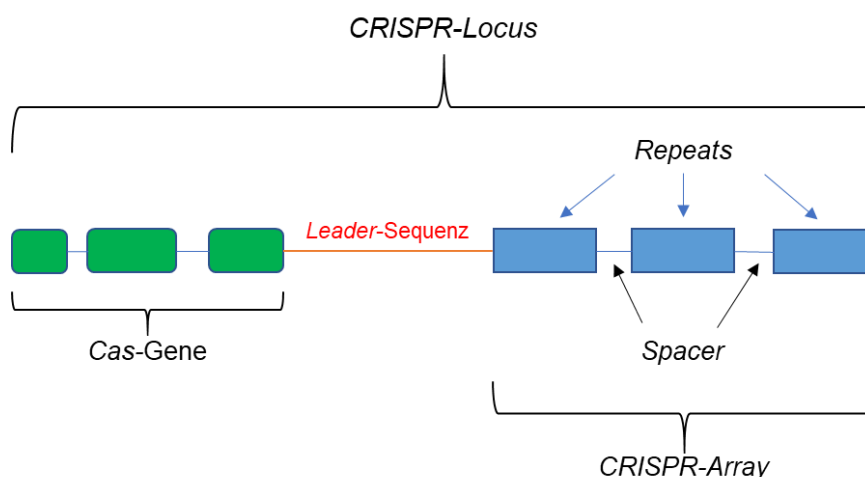 CRISPR-Locus
Repeats
Leader-Sequenz
Cas-Gene
Spacer
CRISPR-Array